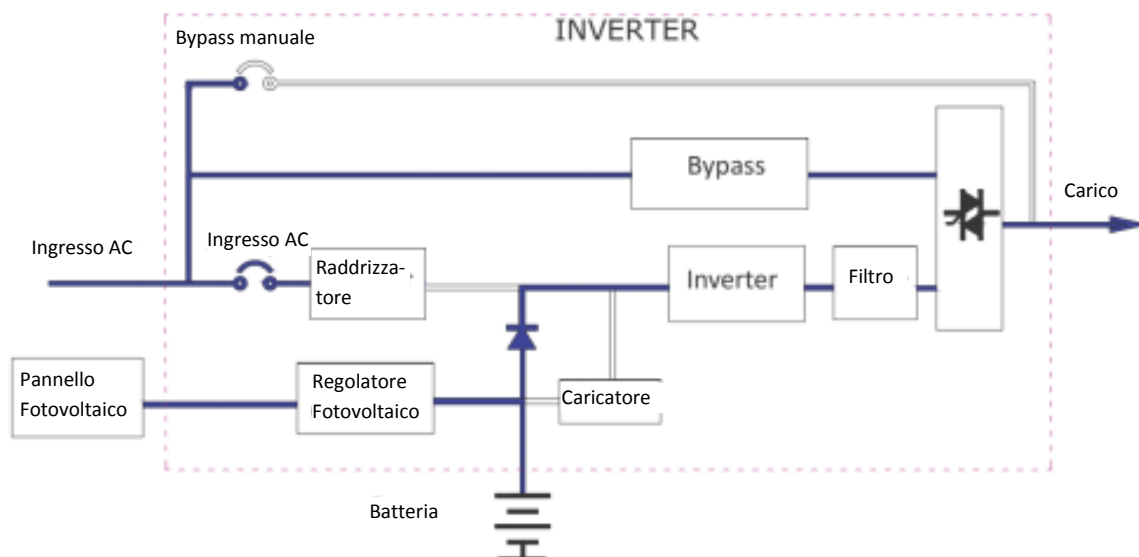 INVERTER
Bypass manuale
Bypass
Carico
Ingresso AC
Ingresso AC
Raddrizza-
tore
Inverter
Filtro
Pannello
Fotovoltaico
Regolatore
Fotovoltaico
Caricatore
Batteria